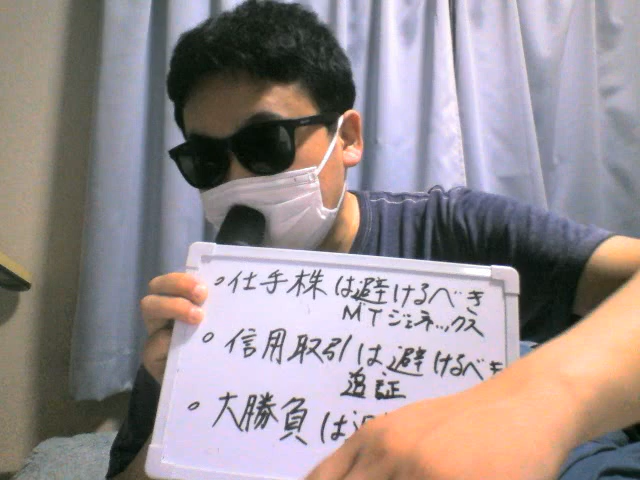 。仕手株は避けるべき
MTジェネックス
。信用取引は避けるべき
追証
。大勝負は